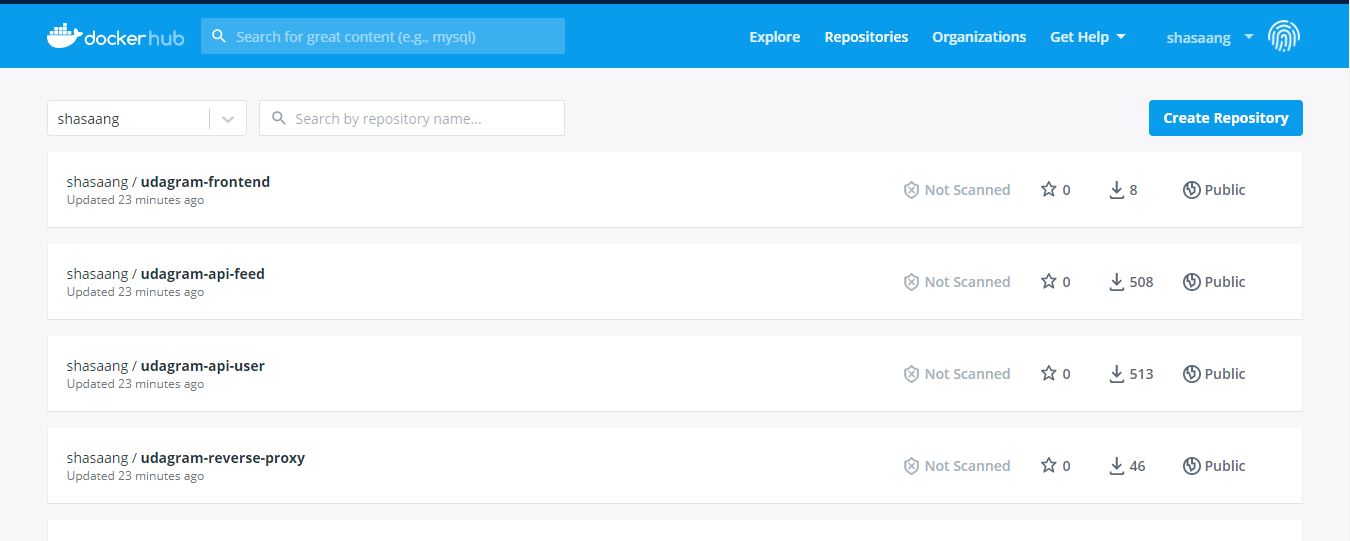 dockerhub Search for great content (e.g., mysql) Explore Repositories Organizations Get Help shasaang
shasaang Search by repository name... Create Repository
shasaang / udagram-frontend
Updated 23 minutes ago
Not Scanned 0 8 Public
shasaang / udagram-api-feed
Updated 23 minutes ago
Not Scanned 0 508 Public
shasaang / udagram-api-user
Updated 23 minutes ago
Not Scanned 0 513 Public
shasaang / udagram-reverse-proxy
Updated 23 minutes ago
Not Scanned 0 46 Public